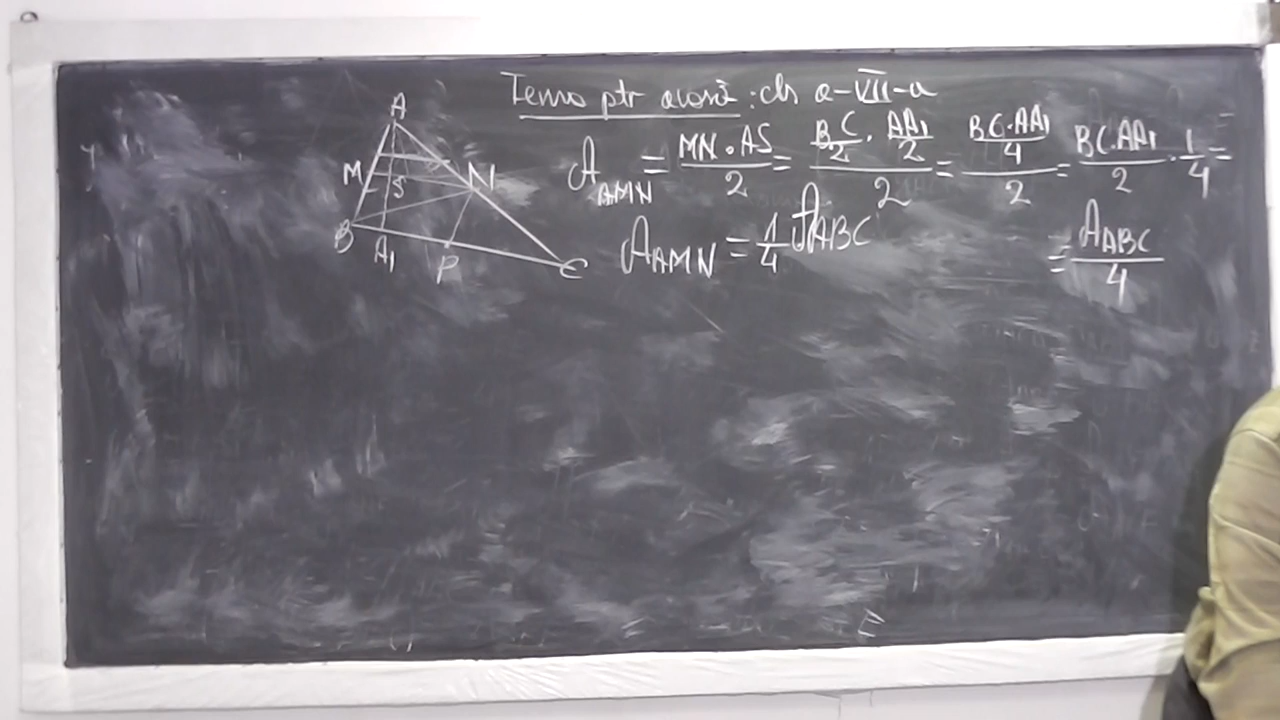 Tema ptr acasă: cls a-VII-a
A
M
S
N
B
A₁
P
C
A_AMN = MN·AS/2 = (BC/2 · AA₁/2)/2 = (BC·AA₁/4)/2 = BC·AA₁/2 · 1/4 =
= A_ABC/4
A_AMN = 1/4 A_ABC